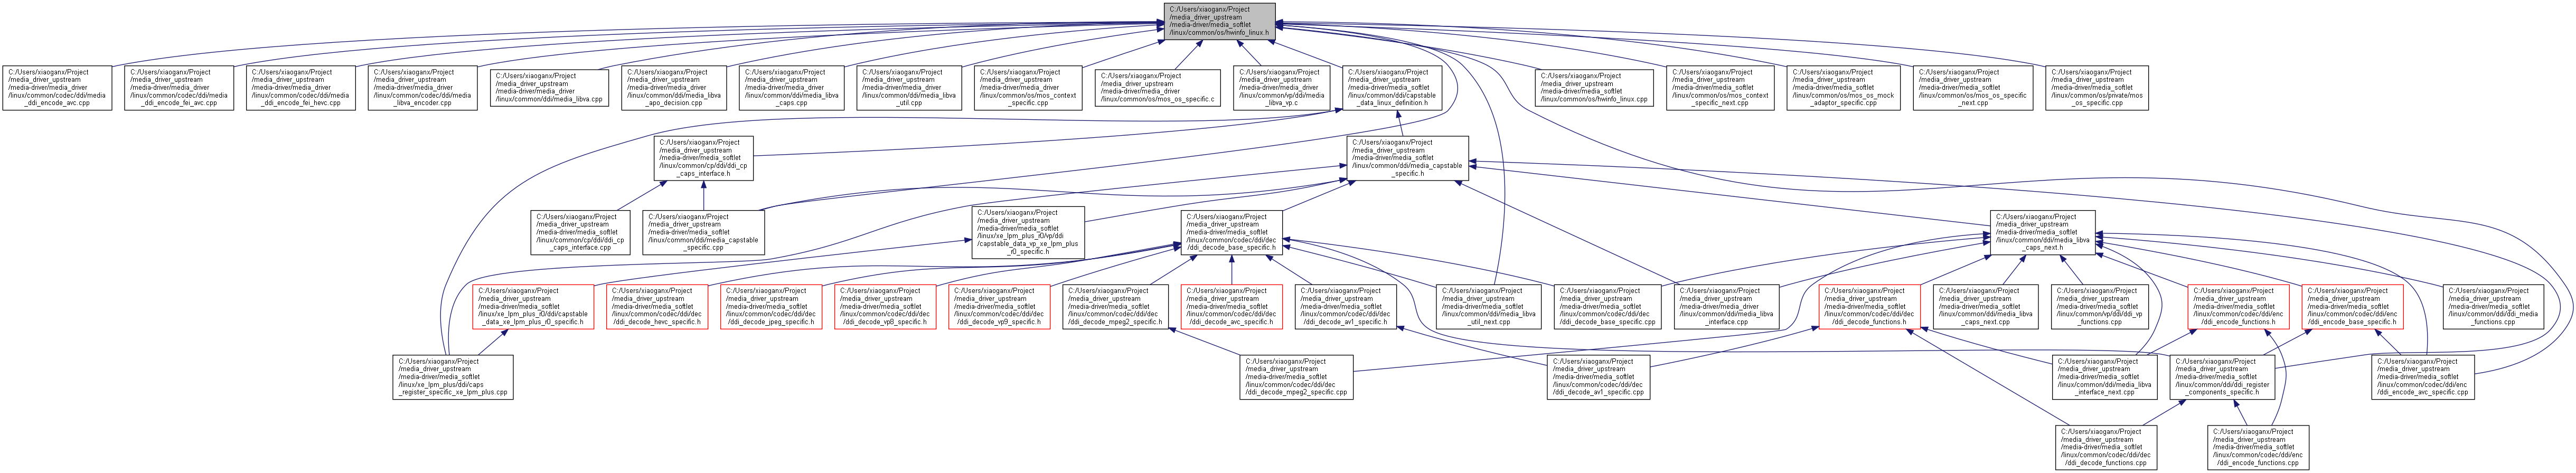 C:/Users/xiaoganx/Project
/media_driver_upstream
/media-driver/media_softlet
/linux/common/os/hwinfo_linux.h
C:/Users/xiaoganx/Project
/media_driver_upstream
/media-driver/media_driver
/linux/common/codec/ddi/media
_ddi_encode_avc.cpp
C:/Users/xiaoganx/Project
/media_driver_upstream
/media-driver/media_driver
/linux/common/codec/ddi/media
_ddi_encode_fei_avc.cpp
C:/Users/xiaoganx/Project
/media_driver_upstream
/media-driver/media_driver
/linux/common/codec/ddi/media
_ddi_encode_fei_hevc.cpp
C:/Users/xiaoganx/Project
/media_driver_upstream
/media-driver/media_driver
/linux/common/codec/ddi/media
_libva_encoder.cpp
C:/Users/xiaoganx/Project
/media_driver_upstream
/media-driver/media_driver
/linux/common/ddi/media_libva.cpp
C:/Users/xiaoganx/Project
/media_driver_upstream
/media-driver/media_driver
/linux/common/ddi/media_libva
_apo_decision.cpp
C:/Users/xiaoganx/Project
/media_driver_upstream
/media-driver/media_driver
/linux/common/ddi/media_libva
_caps.cpp
C:/Users/xiaoganx/Project
/media_driver_upstream
/media-driver/media_driver
/linux/common/ddi/media_libva
_util.cpp
C:/Users/xiaoganx/Project
/media_driver_upstream
/media-driver/media_driver
/linux/common/os/mos_context
_specific.cpp
C:/Users/xiaoganx/Project
/media_driver_upstream
/media-driver/media_driver
/linux/common/os/mos_os_specific.c
C:/Users/xiaoganx/Project
/media_driver_upstream
/media-driver/media_driver
/linux/common/vp/ddi/media
_libva_vp.c
C:/Users/xiaoganx/Project
/media_driver_upstream
/media-driver/media_softlet
/linux/common/ddi/capstable
_data_linux_definition.h
C:/Users/xiaoganx/Project
/media_driver_upstream
/media-driver/media_softlet
/linux/common/os/hwinfo_linux.cpp
C:/Users/xiaoganx/Project
/media_driver_upstream
/media-driver/media_softlet
/linux/common/os/mos_context
_specific_next.cpp
C:/Users/xiaoganx/Project
/media_driver_upstream
/media-driver/media_softlet
/linux/common/os/mos_os_mock
_adaptor_specific.cpp
C:/Users/xiaoganx/Project
/media_driver_upstream
/media-driver/media_softlet
/linux/common/os/mos_os_specific
_next.cpp
C:/Users/xiaoganx/Project
/media_driver_upstream
/media-driver/media_softlet
/linux/common/os/private/mos
_os_specific.cpp
C:/Users/xiaoganx/Project
/media_driver_upstream
/media-driver/media_softlet
/linux/common/cp/ddi/ddi_cp
_caps_interface.h
C:/Users/xiaoganx/Project
/media_driver_upstream
/media-driver/media_softlet
/linux/common/ddi/media_capstable
_specific.h
C:/Users/xiaoganx/Project
/media_driver_upstream
/media-driver/media_softlet
/linux/common/cp/ddi/ddi_cp
_caps_interface.cpp
C:/Users/xiaoganx/Project
/media_driver_upstream
/media-driver/media_softlet
/linux/common/ddi/media_capstable
_specific.cpp
C:/Users/xiaoganx/Project
/media_driver_upstream
/media-driver/media_softlet
/linux/xe_lpm_plus_r0/vp/ddi
/capstable_data_vp_xe_lpm_plus
_r0_specific.h
C:/Users/xiaoganx/Project
/media_driver_upstream
/media-driver/media_softlet
/linux/common/codec/ddi/dec
/ddi_decode_base_specific.h
C:/Users/xiaoganx/Project
/media_driver_upstream
/media-driver/media_softlet
/linux/common/ddi/media_libva
_caps_next.h
C:/Users/xiaoganx/Project
/media_driver_upstream
/media-driver/media_softlet
/linux/xe_lpm_plus_r0/ddi/capstable
_data_xe_lpm_plus_r0_specific.h
C:/Users/xiaoganx/Project
/media_driver_upstream
/media-driver/media_softlet
/linux/common/codec/ddi/dec
/ddi_decode_hevc_specific.h
C:/Users/xiaoganx/Project
/media_driver_upstream
/media-driver/media_softlet
/linux/common/codec/ddi/dec
/ddi_decode_jpeg_specific.h
C:/Users/xiaoganx/Project
/media_driver_upstream
/media-driver/media_softlet
/linux/common/codec/ddi/dec
/ddi_decode_vp8_specific.h
C:/Users/xiaoganx/Project
/media_driver_upstream
/media-driver/media_softlet
/linux/common/codec/ddi/dec
/ddi_decode_vp9_specific.h
C:/Users/xiaoganx/Project
/media_driver_upstream
/media-driver/media_softlet
/linux/common/codec/ddi/dec
/ddi_decode_mpeg2_specific.h
C:/Users/xiaoganx/Project
/media_driver_upstream
/media-driver/media_softlet
/linux/common/codec/ddi/dec
/ddi_decode_avc_specific.h
C:/Users/xiaoganx/Project
/media_driver_upstream
/media-driver/media_softlet
/linux/common/codec/ddi/dec
/ddi_decode_av1_specific.h
C:/Users/xiaoganx/Project
/media_driver_upstream
/media-driver/media_softlet
/linux/common/ddi/media_libva
_util_next.cpp
C:/Users/xiaoganx/Project
/media_driver_upstream
/media-driver/media_softlet
/linux/common/codec/ddi/dec
/ddi_decode_base_specific.cpp
C:/Users/xiaoganx/Project
/media_driver_upstream
/media-driver/media_driver
/linux/common/ddi/media_libva
_interface.cpp
C:/Users/xiaoganx/Project
/media_driver_upstream
/media-driver/media_softlet
/linux/common/codec/ddi/dec
/ddi_decode_functions.h
C:/Users/xiaoganx/Project
/media_driver_upstream
/media-driver/media_softlet
/linux/common/ddi/media_libva
_caps_next.cpp
C:/Users/xiaoganx/Project
/media_driver_upstream
/media-driver/media_softlet
/linux/common/vp/ddi/ddi_vp
_functions.cpp
C:/Users/xiaoganx/Project
/media_driver_upstream
/media-driver/media_softlet
/linux/common/codec/ddi/enc
/ddi_encode_functions.h
C:/Users/xiaoganx/Project
/media_driver_upstream
/media-driver/media_softlet
/linux/common/codec/ddi/enc
/ddi_encode_base_specific.h
C:/Users/xiaoganx/Project
/media_driver_upstream
/media-driver/media_softlet
/linux/common/ddi/ddi_media
_functions.cpp
C:/Users/xiaoganx/Project
/media_driver_upstream
/media-driver/media_softlet
/linux/xe_lpm_plus/ddi/caps
_register_specific_xe_lpm_plus.cpp
C:/Users/xiaoganx/Project
/media_driver_upstream
/media-driver/media_softlet
/linux/common/codec/ddi/dec
/ddi_decode_mpeg2_specific.cpp
C:/Users/xiaoganx/Project
/media_driver_upstream
/media-driver/media_softlet
/linux/common/codec/ddi/dec
/ddi_decode_av1_specific.cpp
C:/Users/xiaoganx/Project
/media_driver_upstream
/media-driver/media_softlet
/linux/common/ddi/media_libva
_interface_next.cpp
C:/Users/xiaoganx/Project
/media_driver_upstream
/media-driver/media_softlet
/linux/common/ddi/ddi_register
_components_specific.h
C:/Users/xiaoganx/Project
/media_driver_upstream
/media-driver/media_softlet
/linux/common/codec/ddi/enc
/ddi_encode_avc_specific.cpp
C:/Users/xiaoganx/Project
/media_driver_upstream
/media-driver/media_softlet
/linux/common/codec/ddi/dec
/ddi_decode_functions.cpp
C:/Users/xiaoganx/Project
/media_driver_upstream
/media-driver/media_softlet
/linux/common/codec/ddi/enc
/ddi_encode_functions.cpp